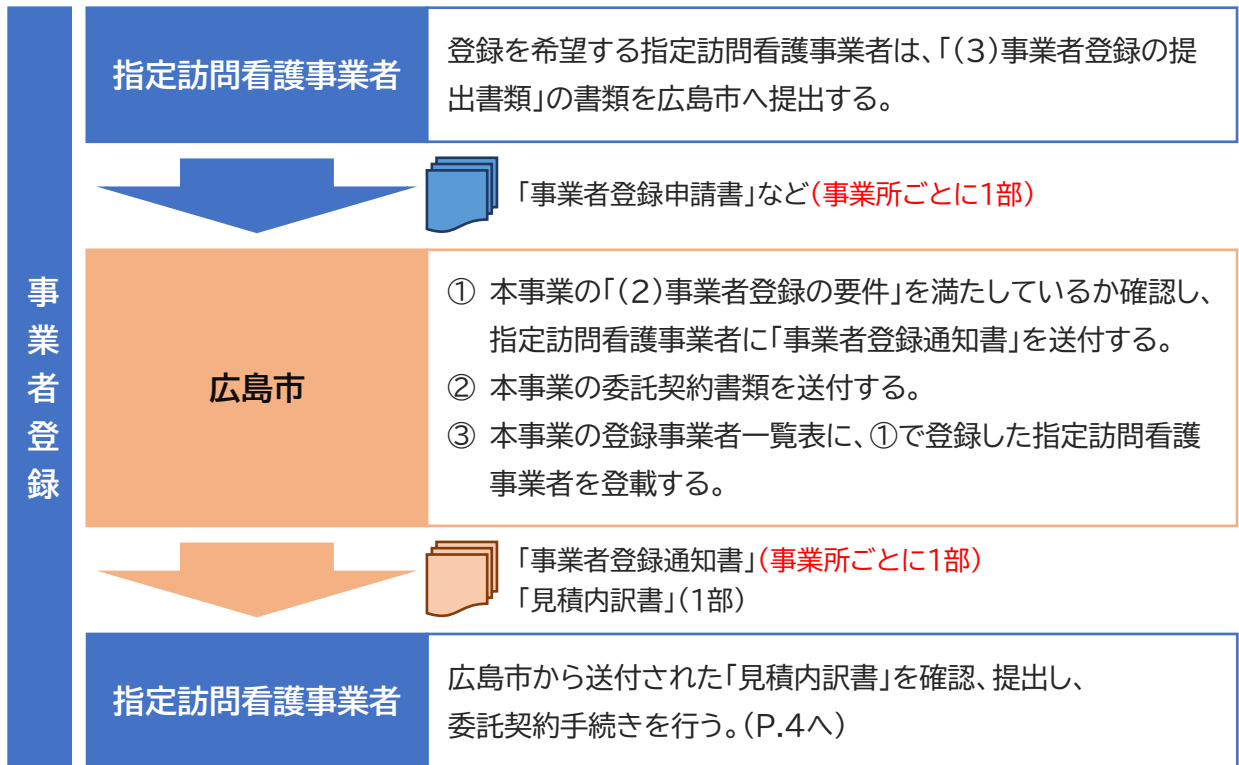 事業者登録
指定訪問看護事業者
登録を希望する指定訪問看護事業者は、「(3)事業者登録の提
出書類」の書類を広島市へ提出する。
「事業者登録申請書」など(事業所ごとに1部)
広島市
① 本事業の「(2)事業者登録の要件」を満たしているか確認し、
指定訪問看護事業者に「事業者登録通知書」を送付する。
② 本事業の委託契約書類を送付する。
③ 本事業の登録事業者一覧表に、①で登録した指定訪問看護
事業者を登載する。
「事業者登録通知書」(事業所ごとに1部)
「見積内訳書」(1部)
指定訪問看護事業者
広島市から送付された「見積内訳書」を確認、提出し、
委託契約手続きを行う。(P.4へ)